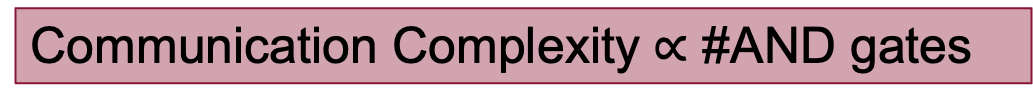 Communication Complexity ∝ #AND gates